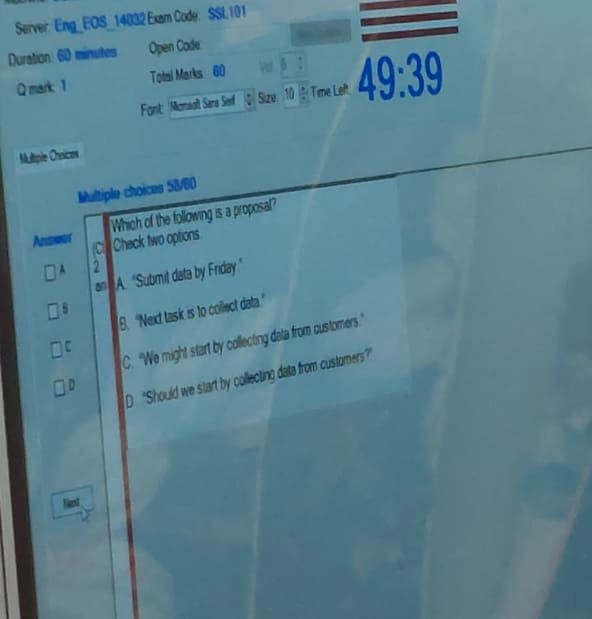 Server: Eng_EOS_14032 Exam Code: SSL101
Duration: 60 minutes Open Code:
Q mark: 1 Total Marks: 60 Vol: 8
Font: Microsoft Sans Serif Size: 10 Time Left: 49:39
Multiple Choices
Multiple choices 58/60
Answer
Which of the following is a proposal?
Check two options.
A. "Submit data by Friday."
B. "Next task is to collect data."
C. "We might start by collecting data from customers."
D. "Should we start by collecting data from customers?"
A
B
C
D
Next